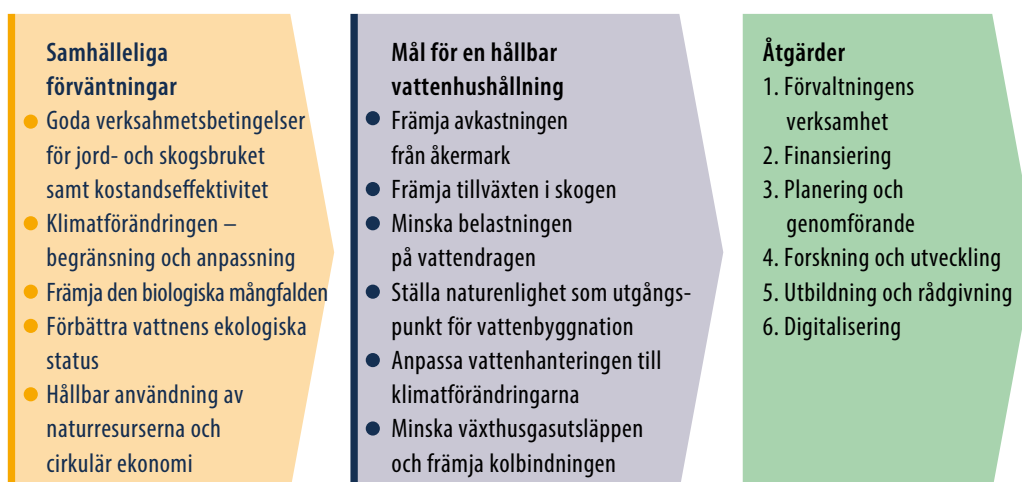 Samhälleliga
förväntningar
● Goda verksahmetsbetingelser
för jord- och skogsbruket
samt kostandseffektivitet
● Klimatförändringen –
begränsning och anpassning
● Främja den biologiska mångfalden
● Förbättra vattnens ekologiska
status
● Hållbar användning av
naturresurserna och
cirkulär ekonomi
Mål för en hållbar
vattenhushållning
● Främja avkastningen
från åkermark
● Främja tillväxten i skogen
● Minska belastningen
på vattendragen
● Ställa naturenlighet som utgångs-
punkt för vattenbyggnation
● Anpassa vattenhanteringen till
klimatförändringarna
● Minska växthusgasutsläppen
och främja kolbindningen
Åtgärder
1. Förvaltningens
verksamhet
2. Finansiering
3. Planering och
genomförande
4. Forskning och utveckling
5. Utbildning och rådgivning
6. Digitalisering